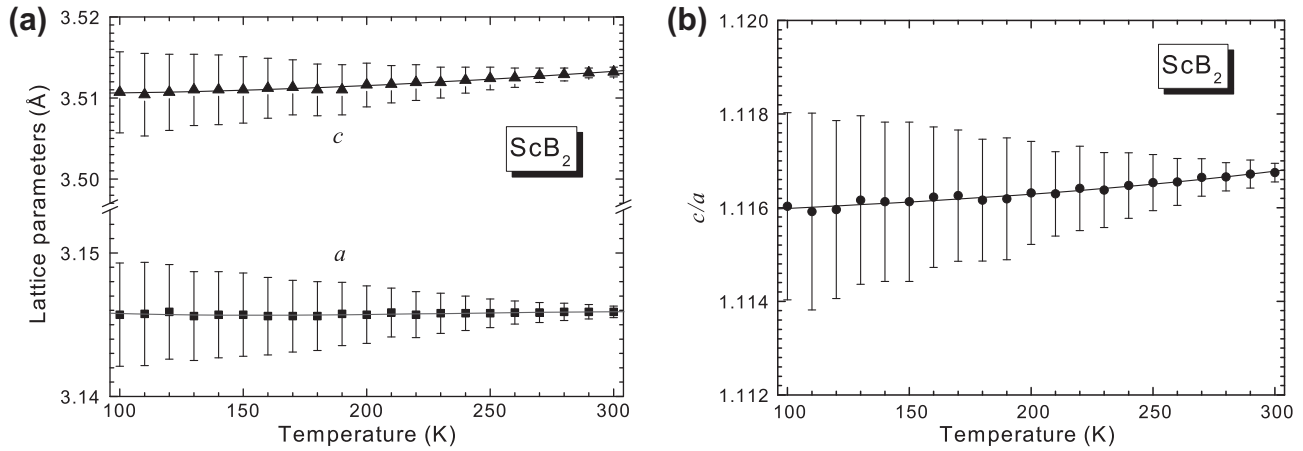 (a)
3.52
3.51
3.50
3.15
3.14
Lattice parameters (Å)
c
a
ScB₂
100 150 200 250 300
Temperature (K)
(b)
1.120
1.118
1.116
1.114
1.112
c/a
ScB₂
100 150 200 250 300
Temperature (K)